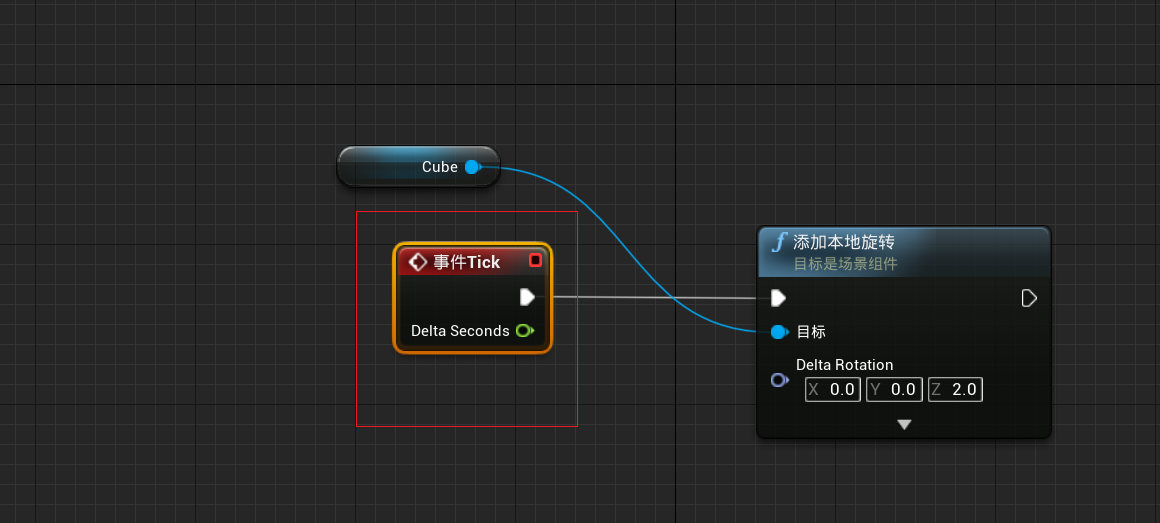 Cube
事件Tick
Delta Seconds
添加本地旋转
目标是场景组件
目标
Delta Rotation
X 0.0 Y 0.0 Z 2.0